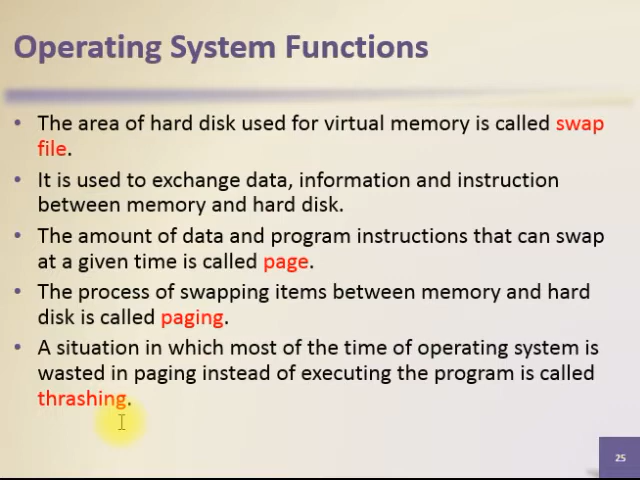 Operating System Functions
• The area of hard disk used for virtual memory is called swap
file.
• It is used to exchange data, information and instruction
between memory and hard disk.
• The amount of data and program instructions that can swap
at a given time is called page.
• The process of swapping items between memory and hard
disk is called paging.
• A situation in which most of the time of operating system is
wasted in paging instead of executing the program is called
thrashing.
25